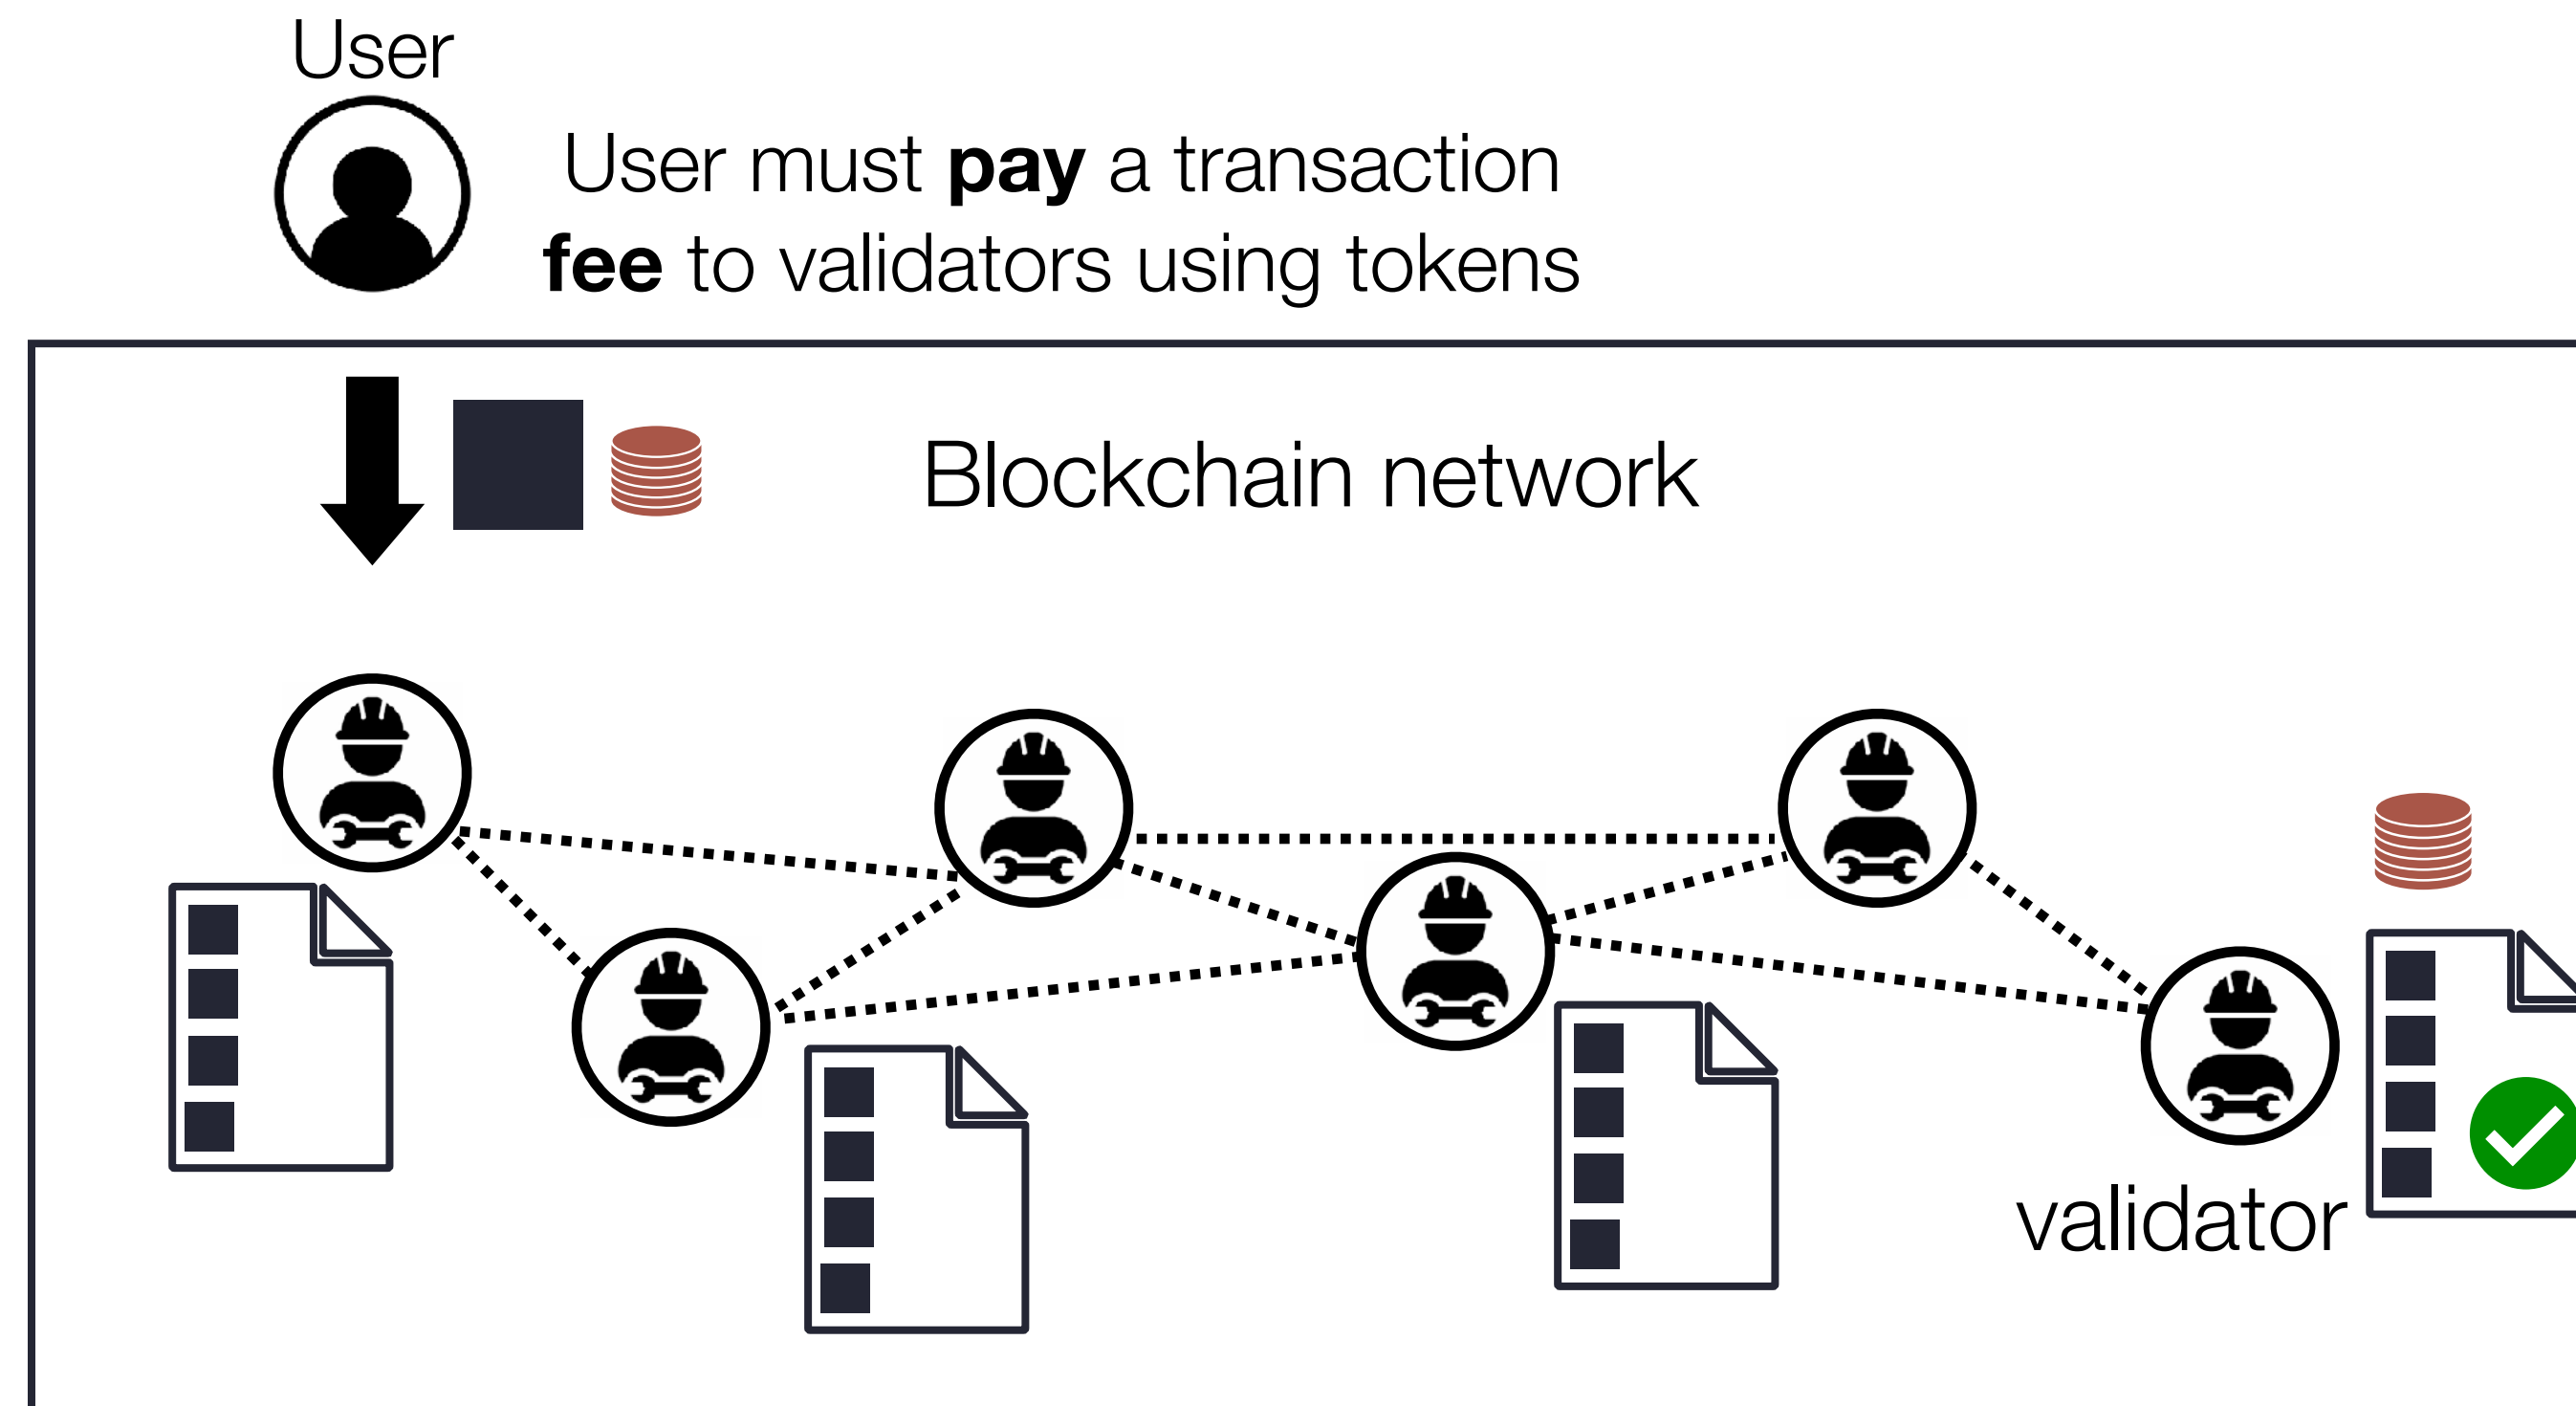 User
User must pay a transaction
fee to validators using tokens
Blockchain network
validator